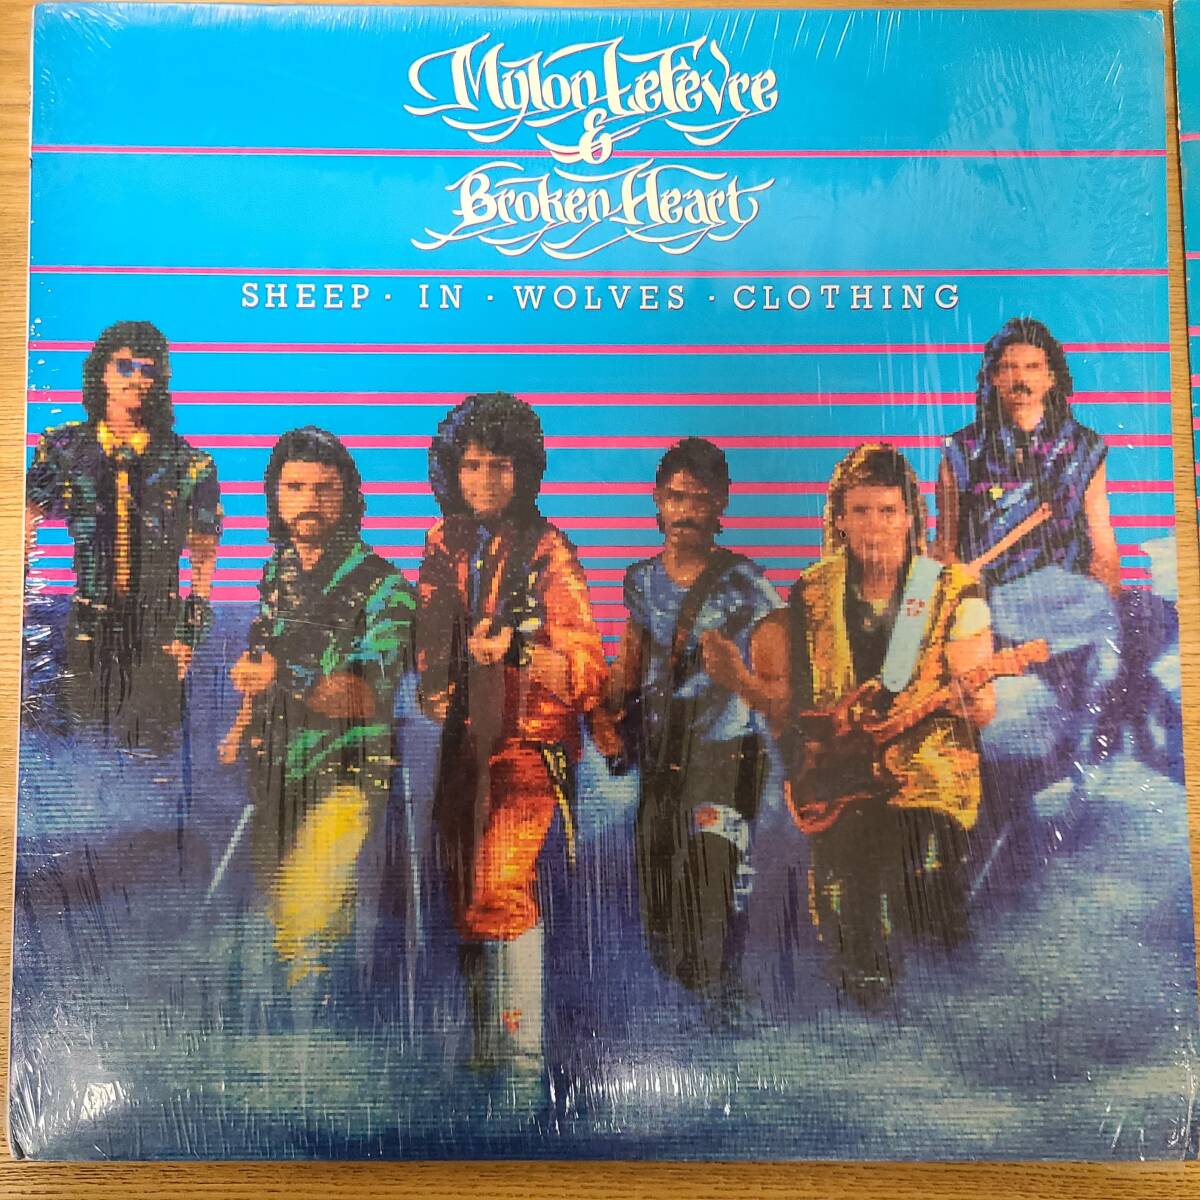 Mylon LeFevre
&
Broken Heart
SHEEP · IN · WOLVES · CLOTHING